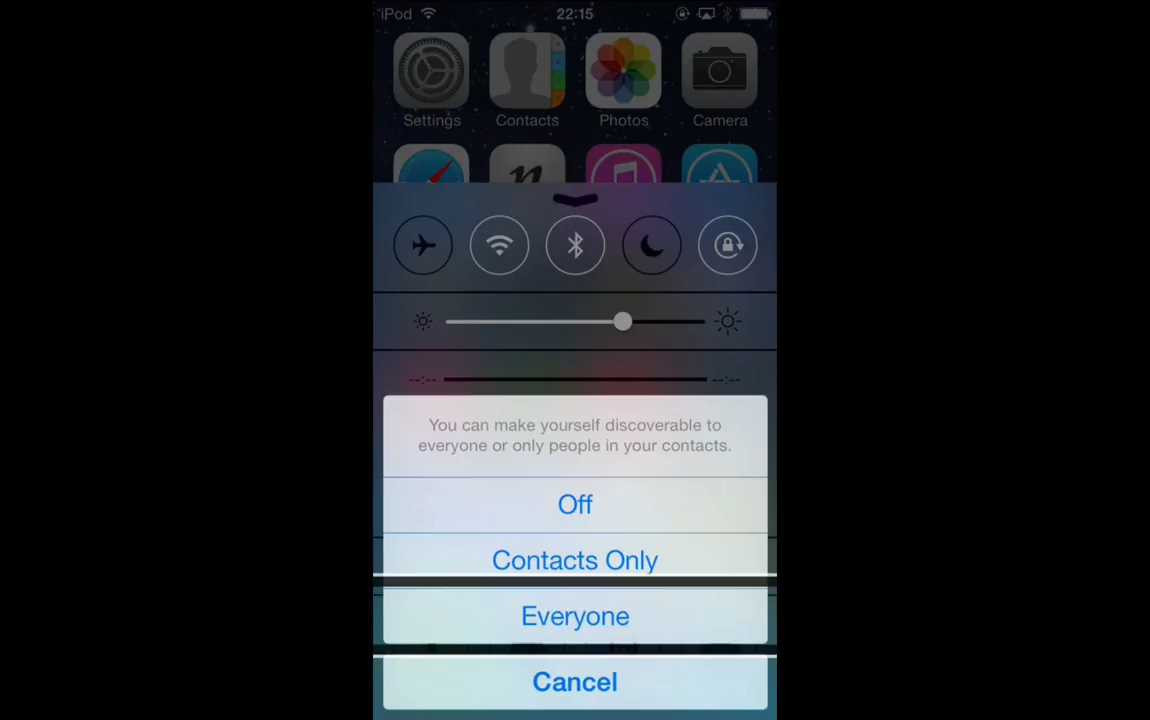 iPod 22:15
Settings Contacts Photos Camera
n
--:-- --:--
You can make yourself discoverable to
everyone or only people in your contacts.
Off
Contacts Only
Everyone
Cancel